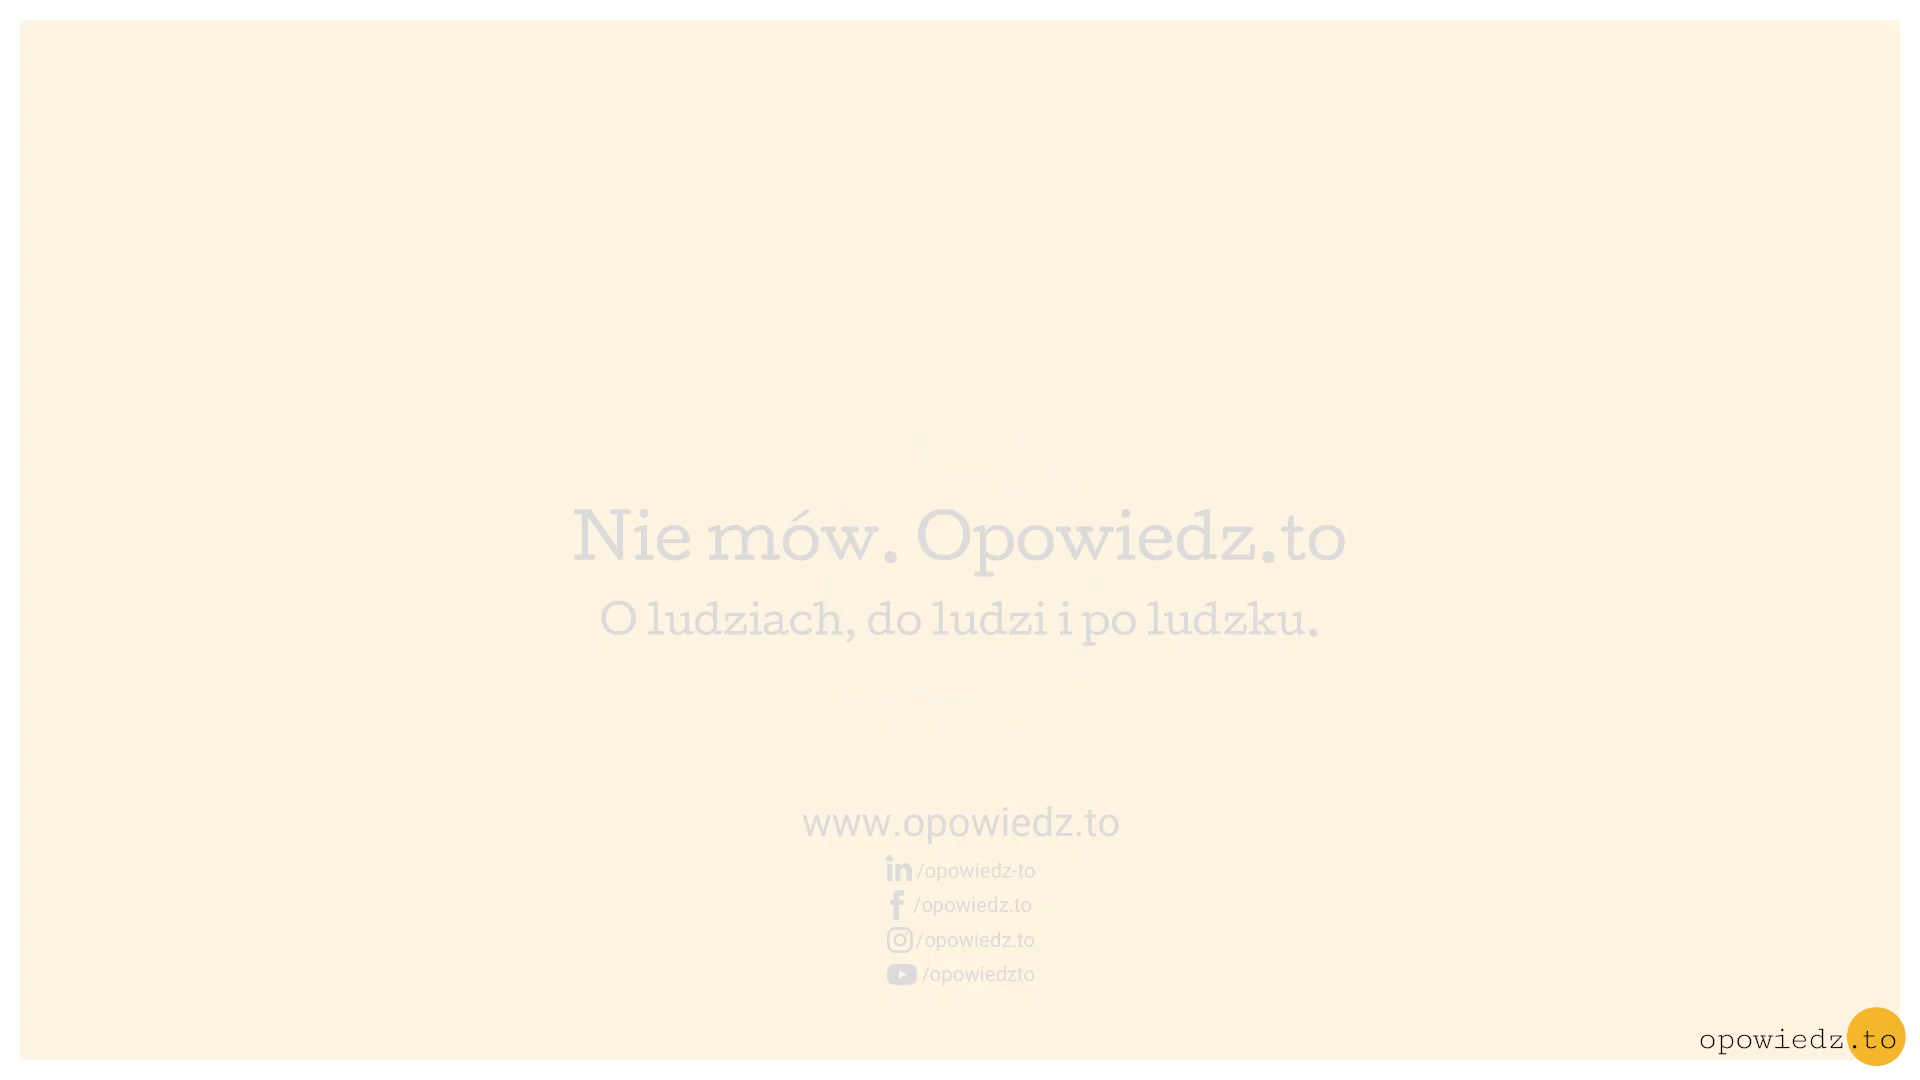 Nie mów. Opowiedz.to
O ludziach, do ludzi i po ludzku.
www.opowiedz.to
/opowiedz-to
/opowiedz.to
/opowiedz.to
/opowiedzto
opowiedz.to